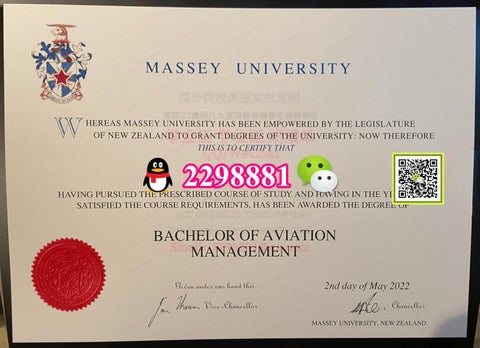 MASSEY UNIVERSITY
WHEREAS MASSEY UNIVERSITY HAS BEEN EMPOWERED BY THE LEGISLATURE
OF NEW ZEALAND TO GRANT DEGREES OF THE UNIVERSITY: NOW THEREFORE
THIS IS TO CERTIFY THAT
2298881
HAVING PURSUED THE PRESCRIBED COURSE OF STUDY AND HAVING IN THE
SATISFIED THE COURSE REQUIREMENTS, HAS BEEN AWARDED THE DEGREE OF
BACHELOR OF AVIATION
MANAGEMENT
Given under our hand this
2nd day of May 2022
Vice-Chancellor
Chancellor
MASSEY UNIVERSITY, NEW ZEALAND.